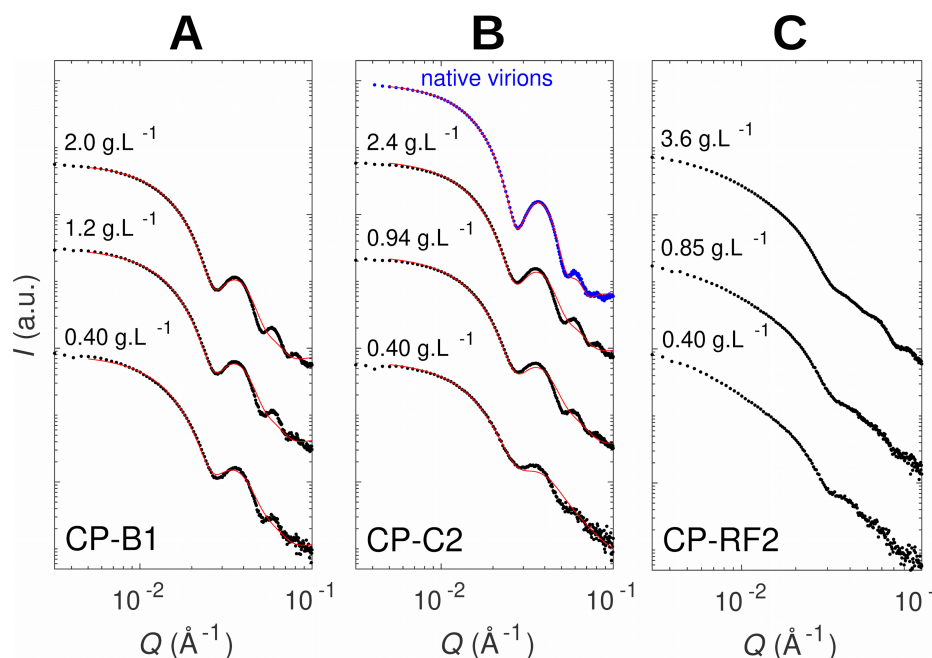 A
B
C
native virions
2.0 g.L⁻¹
1.2 g.L⁻¹
0.40 g.L⁻¹
CP-B1
2.4 g.L⁻¹
0.94 g.L⁻¹
0.40 g.L⁻¹
CP-C2
3.6 g.L⁻¹
0.85 g.L⁻¹
0.40 g.L⁻¹
CP-RF2
I (a.u.)
10⁻² 10⁻¹
10⁻² 10⁻¹
10⁻² 10⁻
Q (Å⁻¹)
Q (Å⁻¹)
Q (Å⁻¹)